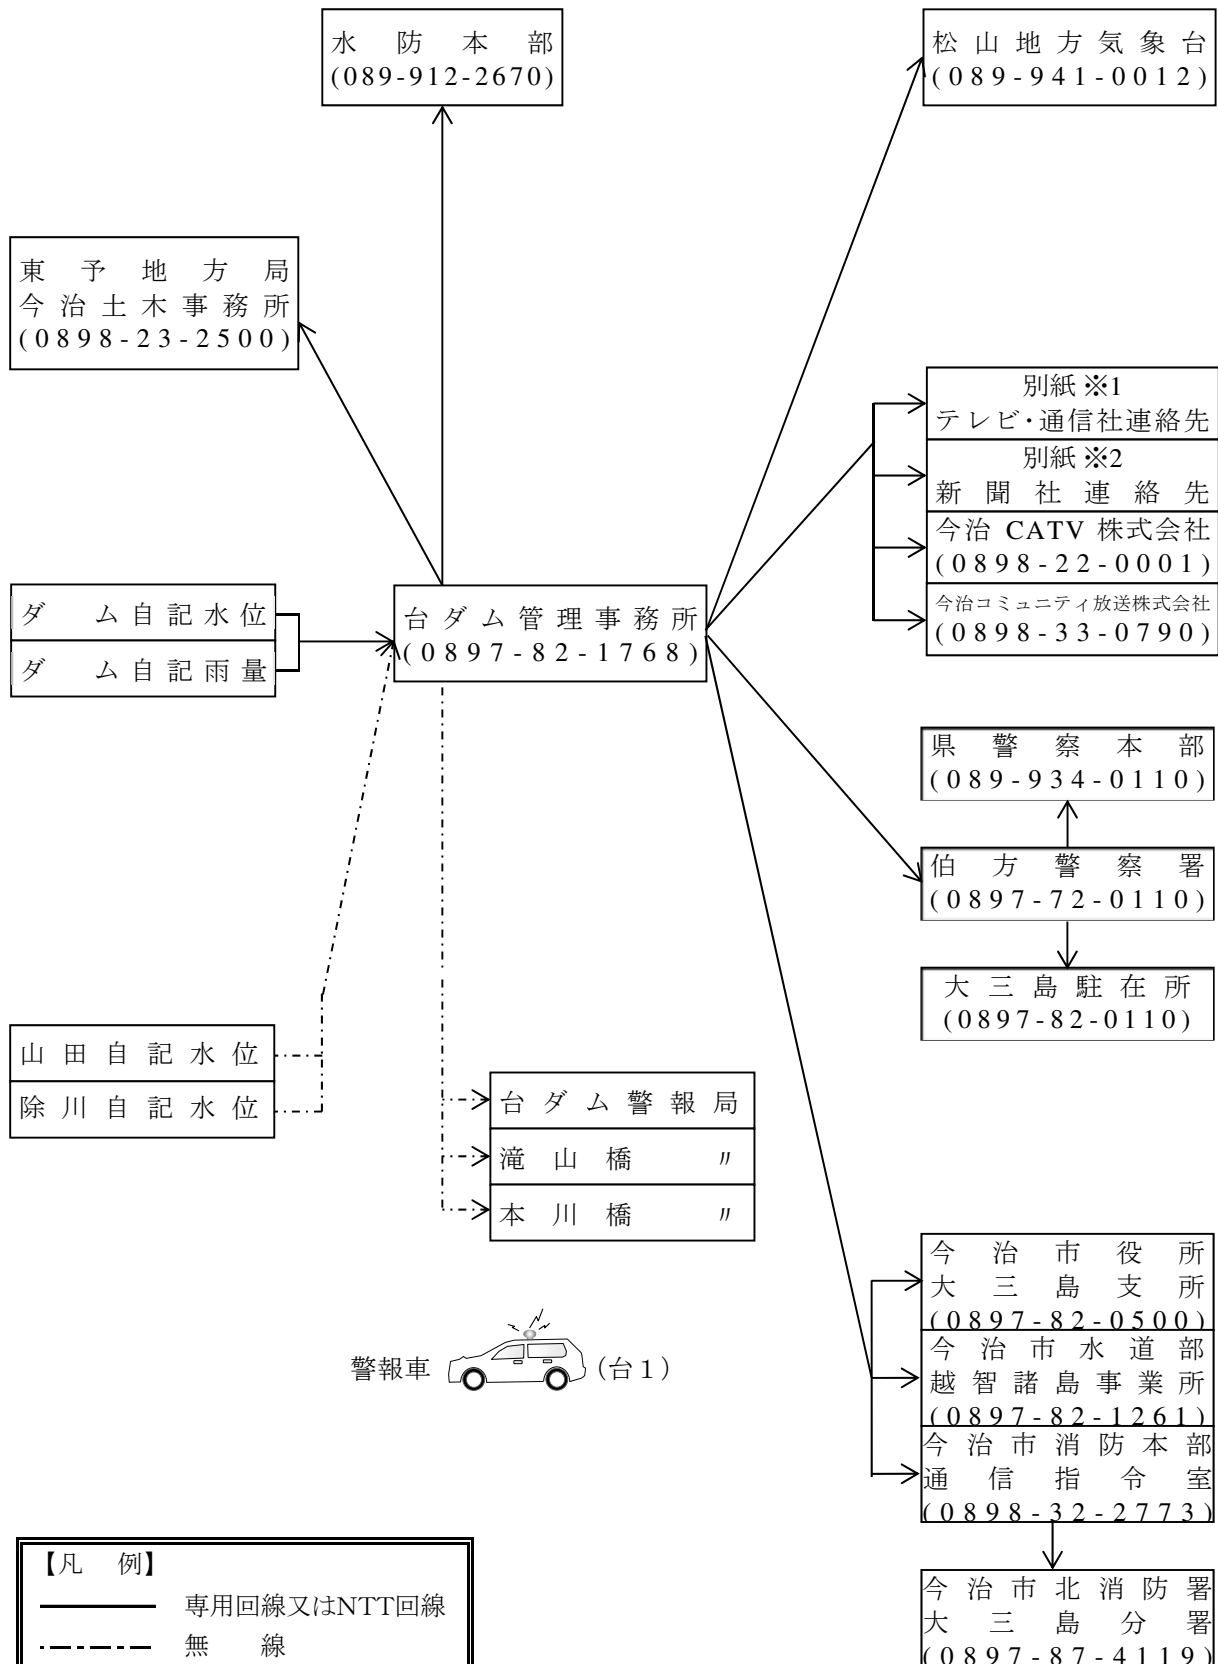 水防本部
(089-912-2670)
松山地方気象台
(089-941-0012)
東予地方局
今治土木事務所
(0898-23-2500)
別紙※1
テレビ・通信社連絡先
別紙※2
新聞社連絡先
今治 CATV 株式会社
(0898-22-0001)
今治コミュニティ放送株式会社
(0898-33-0790)
ダム自記水位
ダム自記雨量
台ダム管理事務所
(0897-82-1768)
県警察本部
(089-934-0110)
伯方警察署
(0897-72-0110)
大三島駐在所
(0897-82-0110)
山田自記水位
除川自記水位
台ダム警報局
滝山橋 〃
本川橋 〃
今治市役所
大三島支所
(0897-82-0500)
今治市水道部
越智諸島事業所
(0897-82-1261)
今治市消防本部
通信指令室
(0898-32-2773)
今治市北消防署
大三島分署
(0897-87-4119)
警報車 (台1)
【凡 例】
専用回線又はNTT回線
無 線